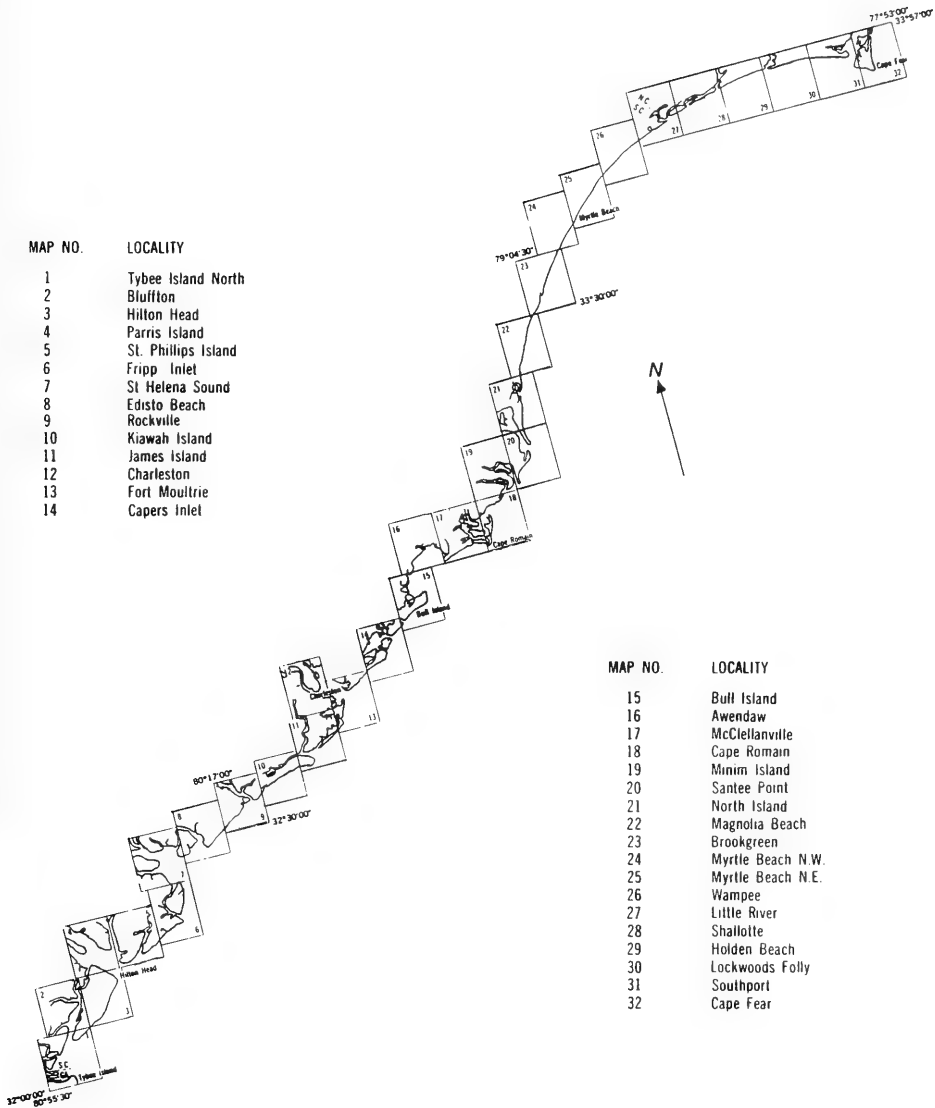 77°53'00"
33°57'00"
Cape Fear
32
31
30
29
28
27
N.C.
S.C.
26
25
Myrtle Beach
24
79°04'30"
23
33°30'00"
22
N
21
20
19
18
17
Cape Romain
16
15
Bull Island
14
Charleston
13
11
80°17'00"
10
9
32°30'00"
8
7
6
Hilton Head
3
2
1
S.C.
GA
Tybee Island
32°00'00"
80°55'30"
MAP NO. LOCALITY
1 Tybee Island North
2 Bluffton
3 Hilton Head
4 Parris Island
5 St. Phillips Island
6 Fripp Inlet
7 St Helena Sound
8 Edisto Beach
9 Rockville
10 Kiawah Island
11 James Island
12 Charleston
13 Fort Moultrie
14 Capers Inlet
MAP NO. LOCALITY
15 Bull Island
16 Awendaw
17 McClellanville
18 Cape Romain
19 Minim Island
20 Santee Point
21 North Island
22 Magnolia Beach
23 Brookgreen
24 Myrtle Beach N.W.
25 Myrtle Beach N.E.
26 Wampee
27 Little River
28 Shallotte
29 Holden Beach
30 Lockwoods Folly
31 Southport
32 Cape Fear